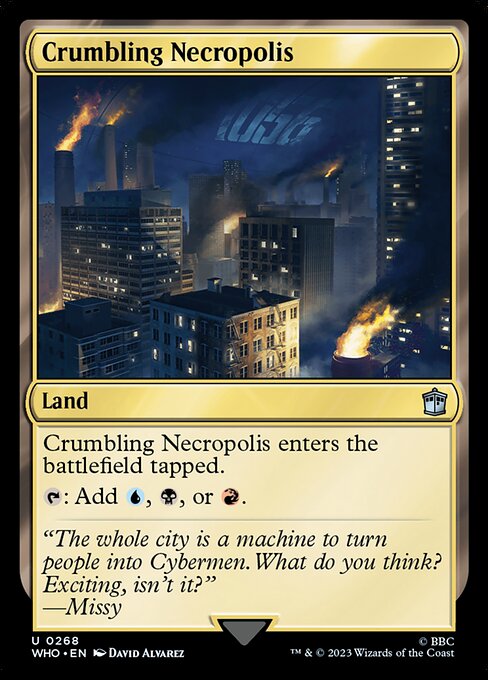 Crumbling Necropolis
Land
Crumbling Necropolis enters the
battlefield tapped.
: Add , , or .
“The whole city is a machine to turn
people into Cybermen. What do you think?
Exciting, isn’t it?”
—Missy
U 0268
WHO • EN David Alvarez
© BBC
™ & © 2023 Wizards of the Coast